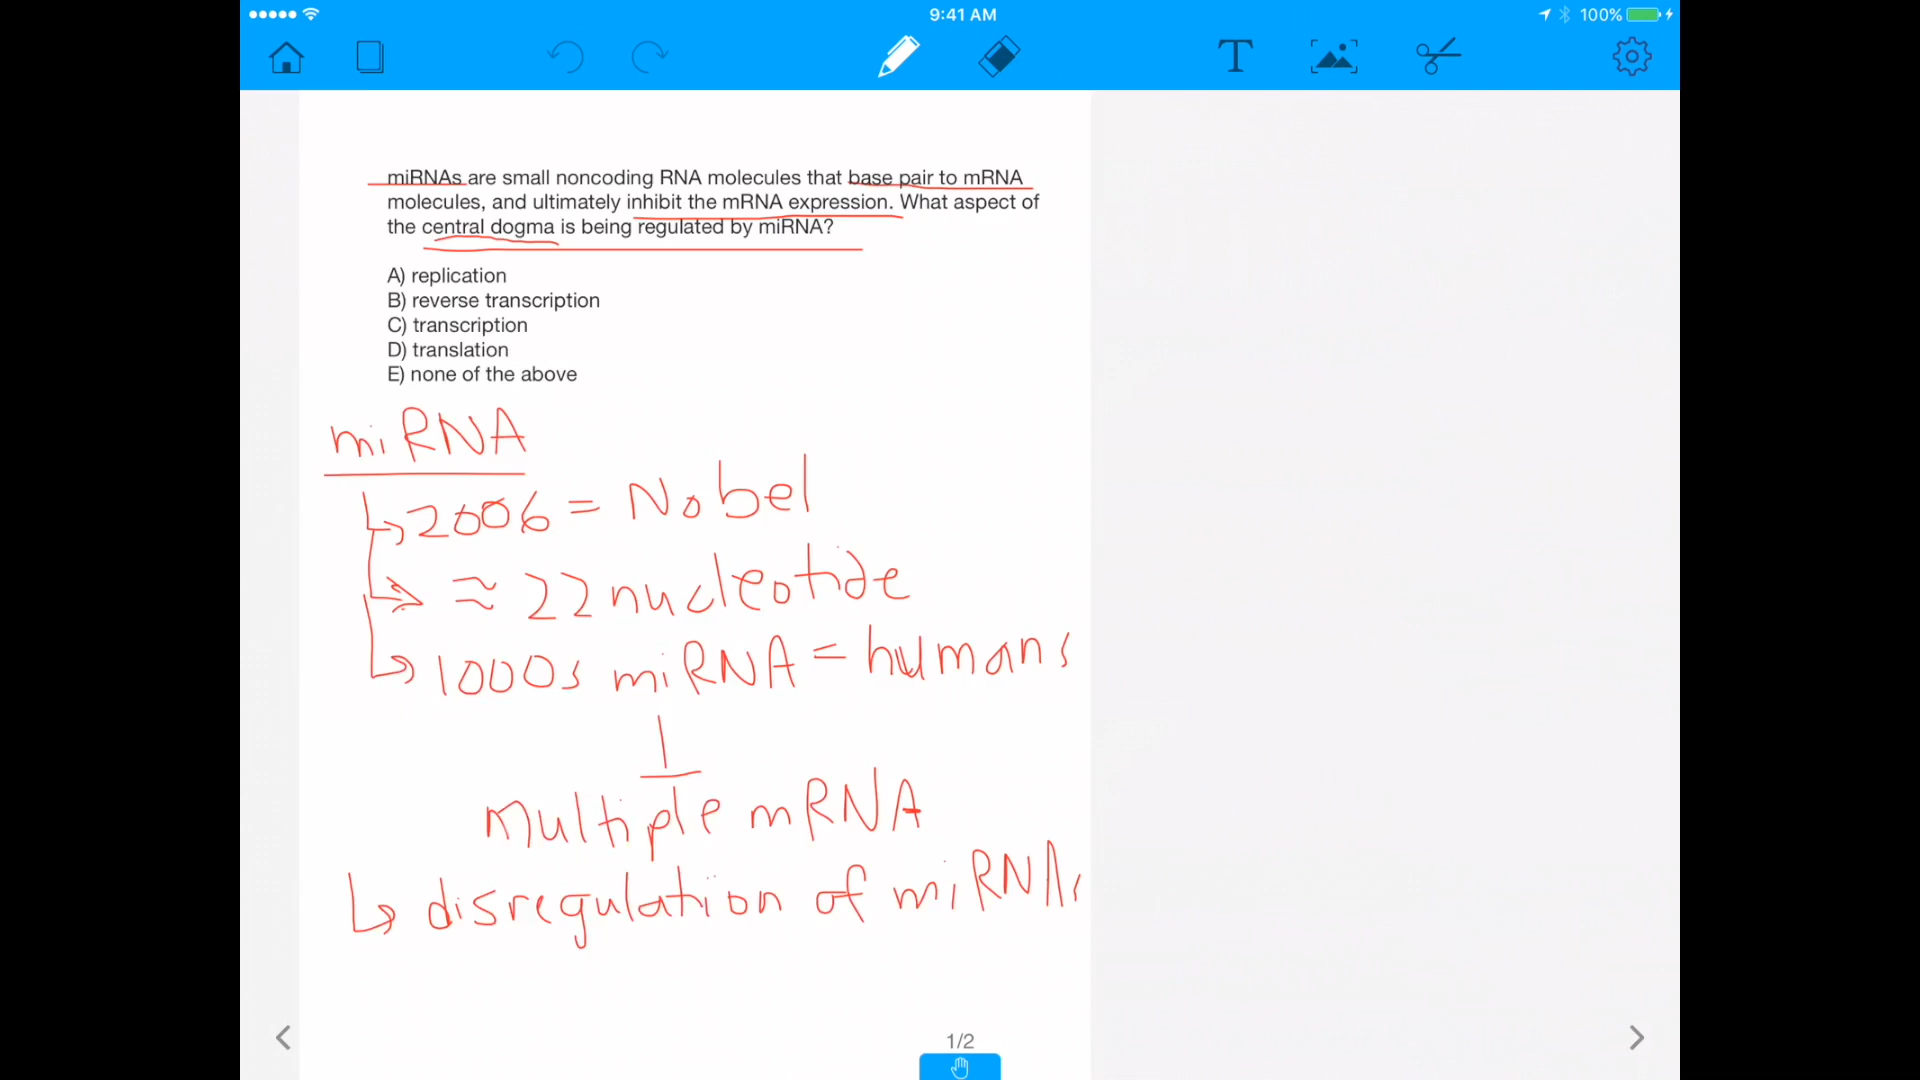 9:41 AM
100%
T
miRNAs are small noncoding RNA molecules that base pair to mRNA
molecules, and ultimately inhibit the mRNA expression. What aspect of
the central dogma is being regulated by miRNA?
A) replication
B) reverse transcription
C) transcription
D) translation
E) none of the above
miRNA
2006 = Nobel
≈ 22 nucleotide
1000s miRNA = humans
multiple mRNA
disregulation of miRNAs
1/2